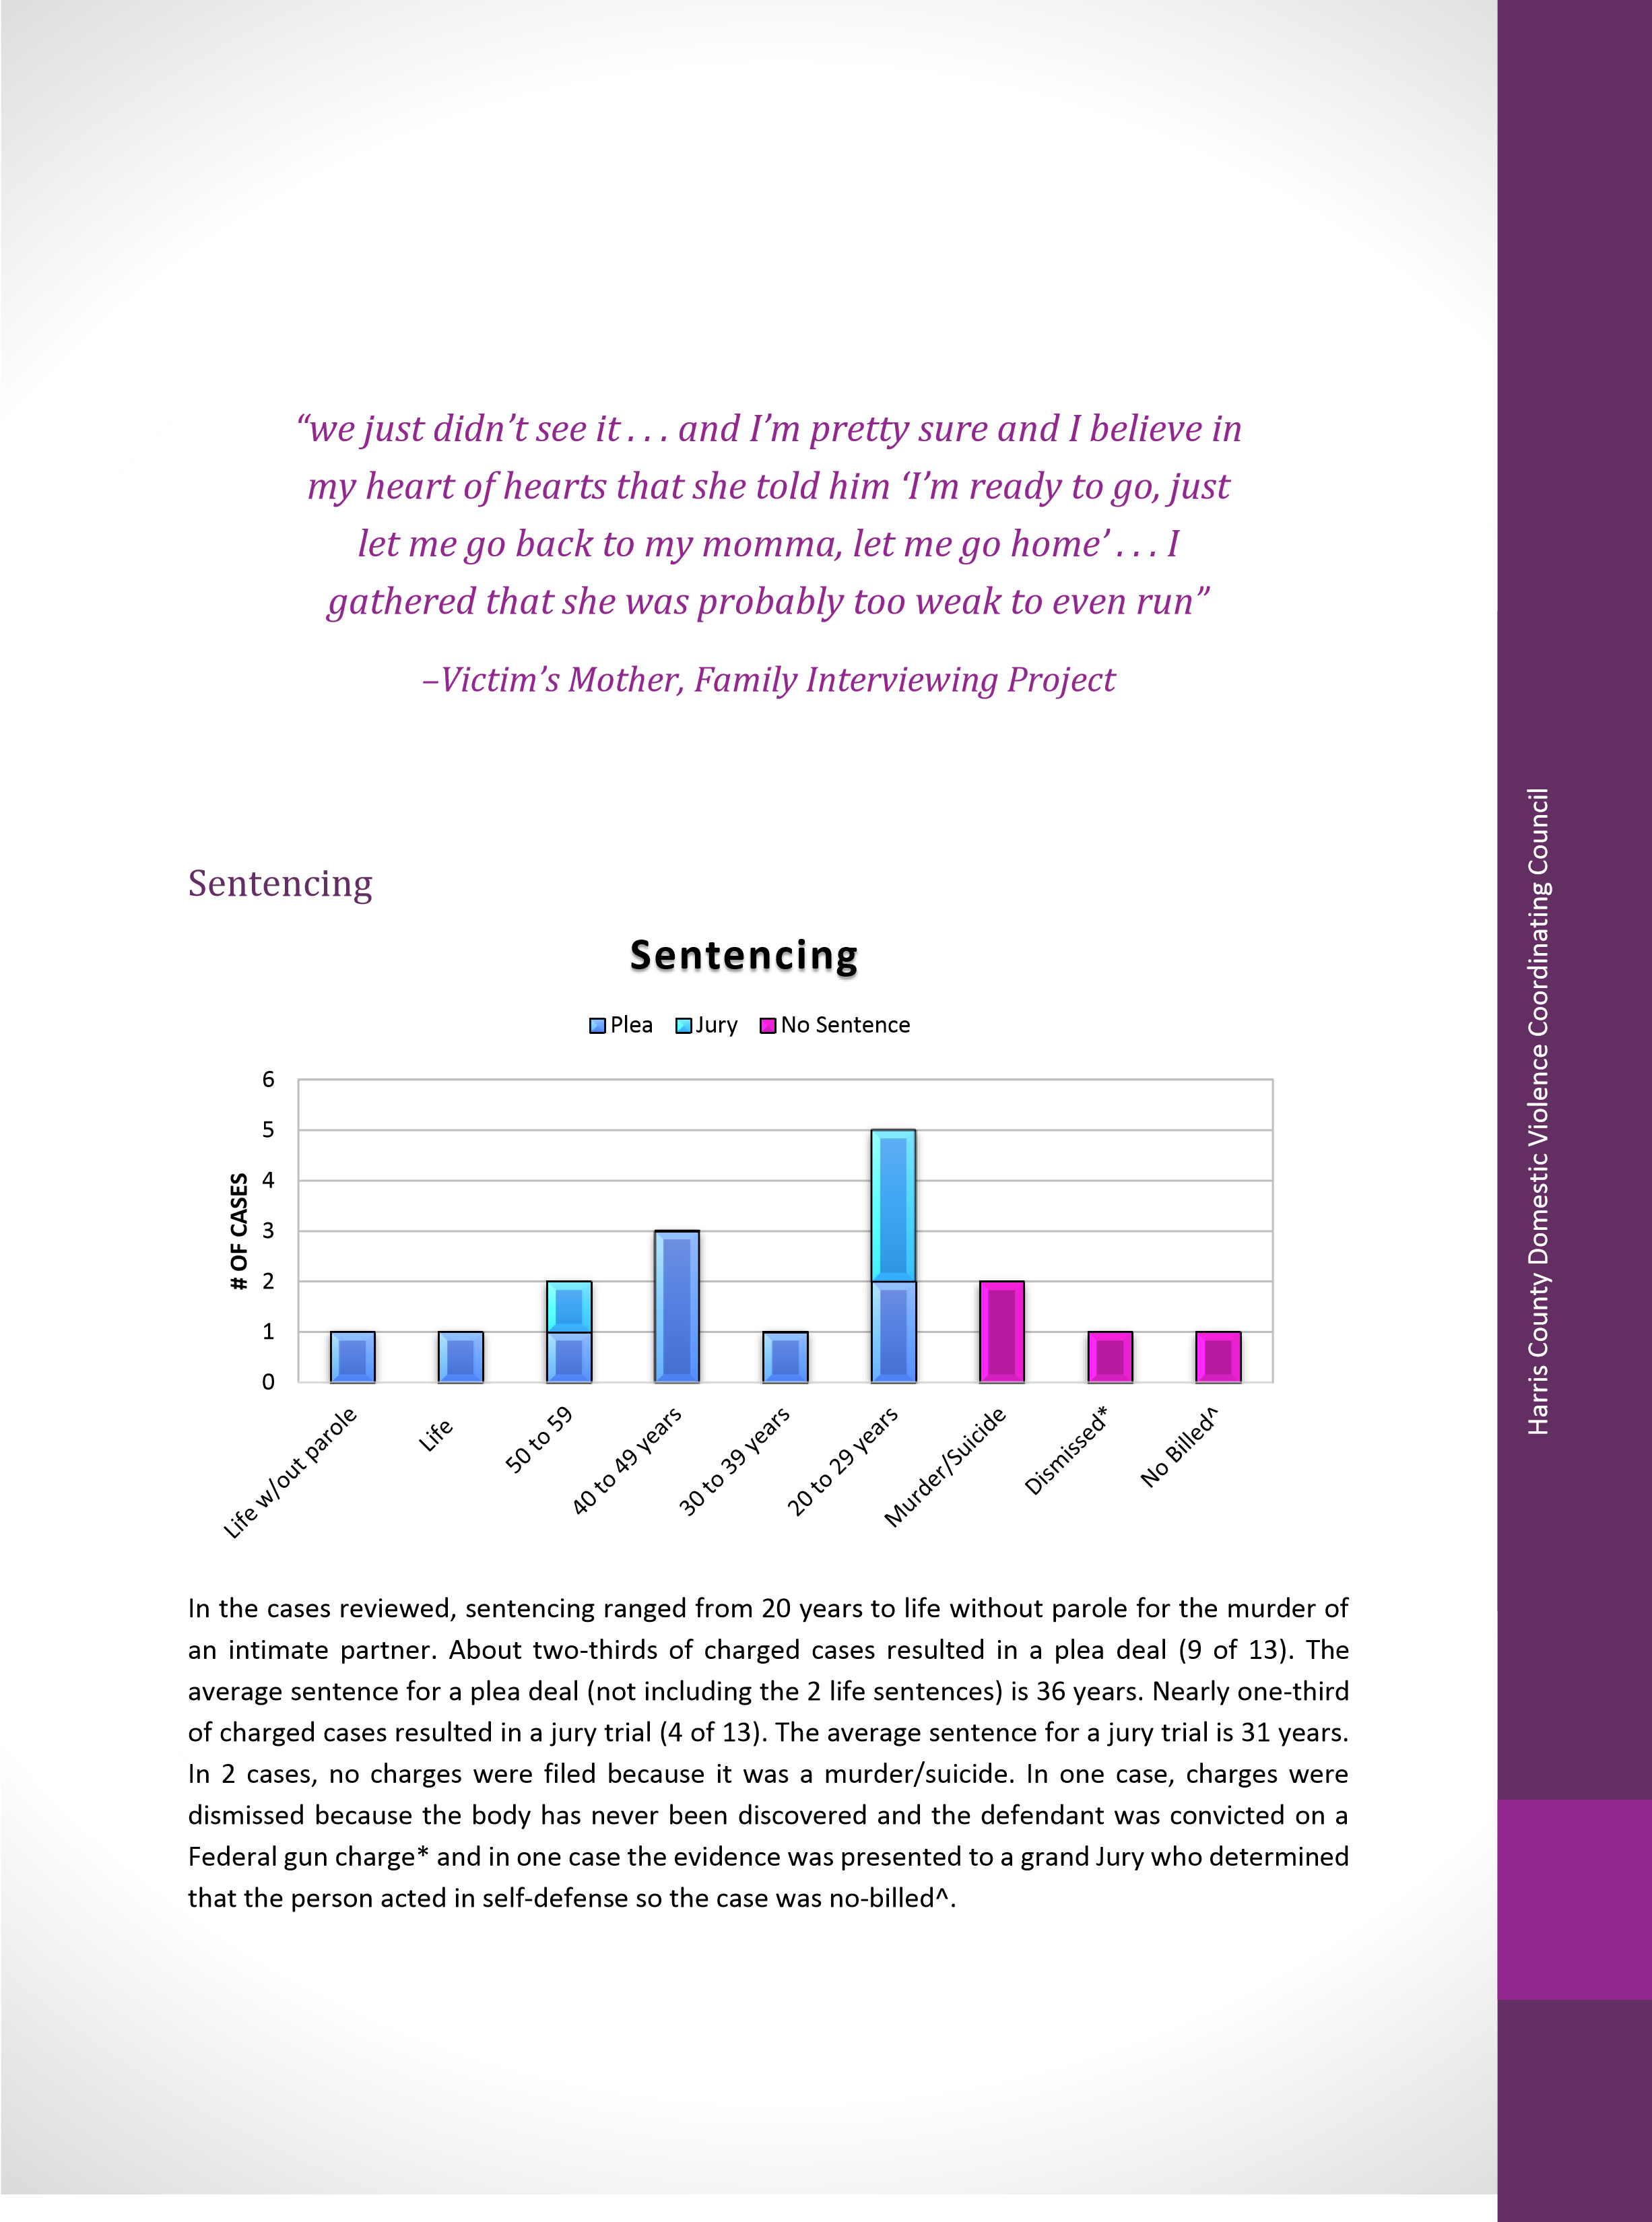 “we just didn’t see it . . . and I’m pretty sure and I believe in
my heart of hearts that she told him ‘I’m ready to go, just
let me go back to my momma, let me go home’ . . . I
gathered that she was probably too weak to even run”
–Victim’s Mother, Family Interviewing Project
Sentencing
Sentencing
Plea Jury No Sentence
6
5
4
3
2
1
0
# OF CASES
Life w/out parole
Life
50 to 59
40 to 49 years
30 to 39 years
20 to 29 years
Murder/Suicide
Dismissed*
No Billed^
In the cases reviewed, sentencing ranged from 20 years to life without parole for the murder of
an intimate partner. About two-thirds of charged cases resulted in a plea deal (9 of 13). The
average sentence for a plea deal (not including the 2 life sentences) is 36 years. Nearly one-third
of charged cases resulted in a jury trial (4 of 13). The average sentence for a jury trial is 31 years.
In 2 cases, no charges were filed because it was a murder/suicide. In one case, charges were
dismissed because the body has never been discovered and the defendant was convicted on a
Federal gun charge* and in one case the evidence was presented to a grand Jury who determined
that the person acted in self-defense so the case was no-billed^.
Harris County Domestic Violence Coordinating Council